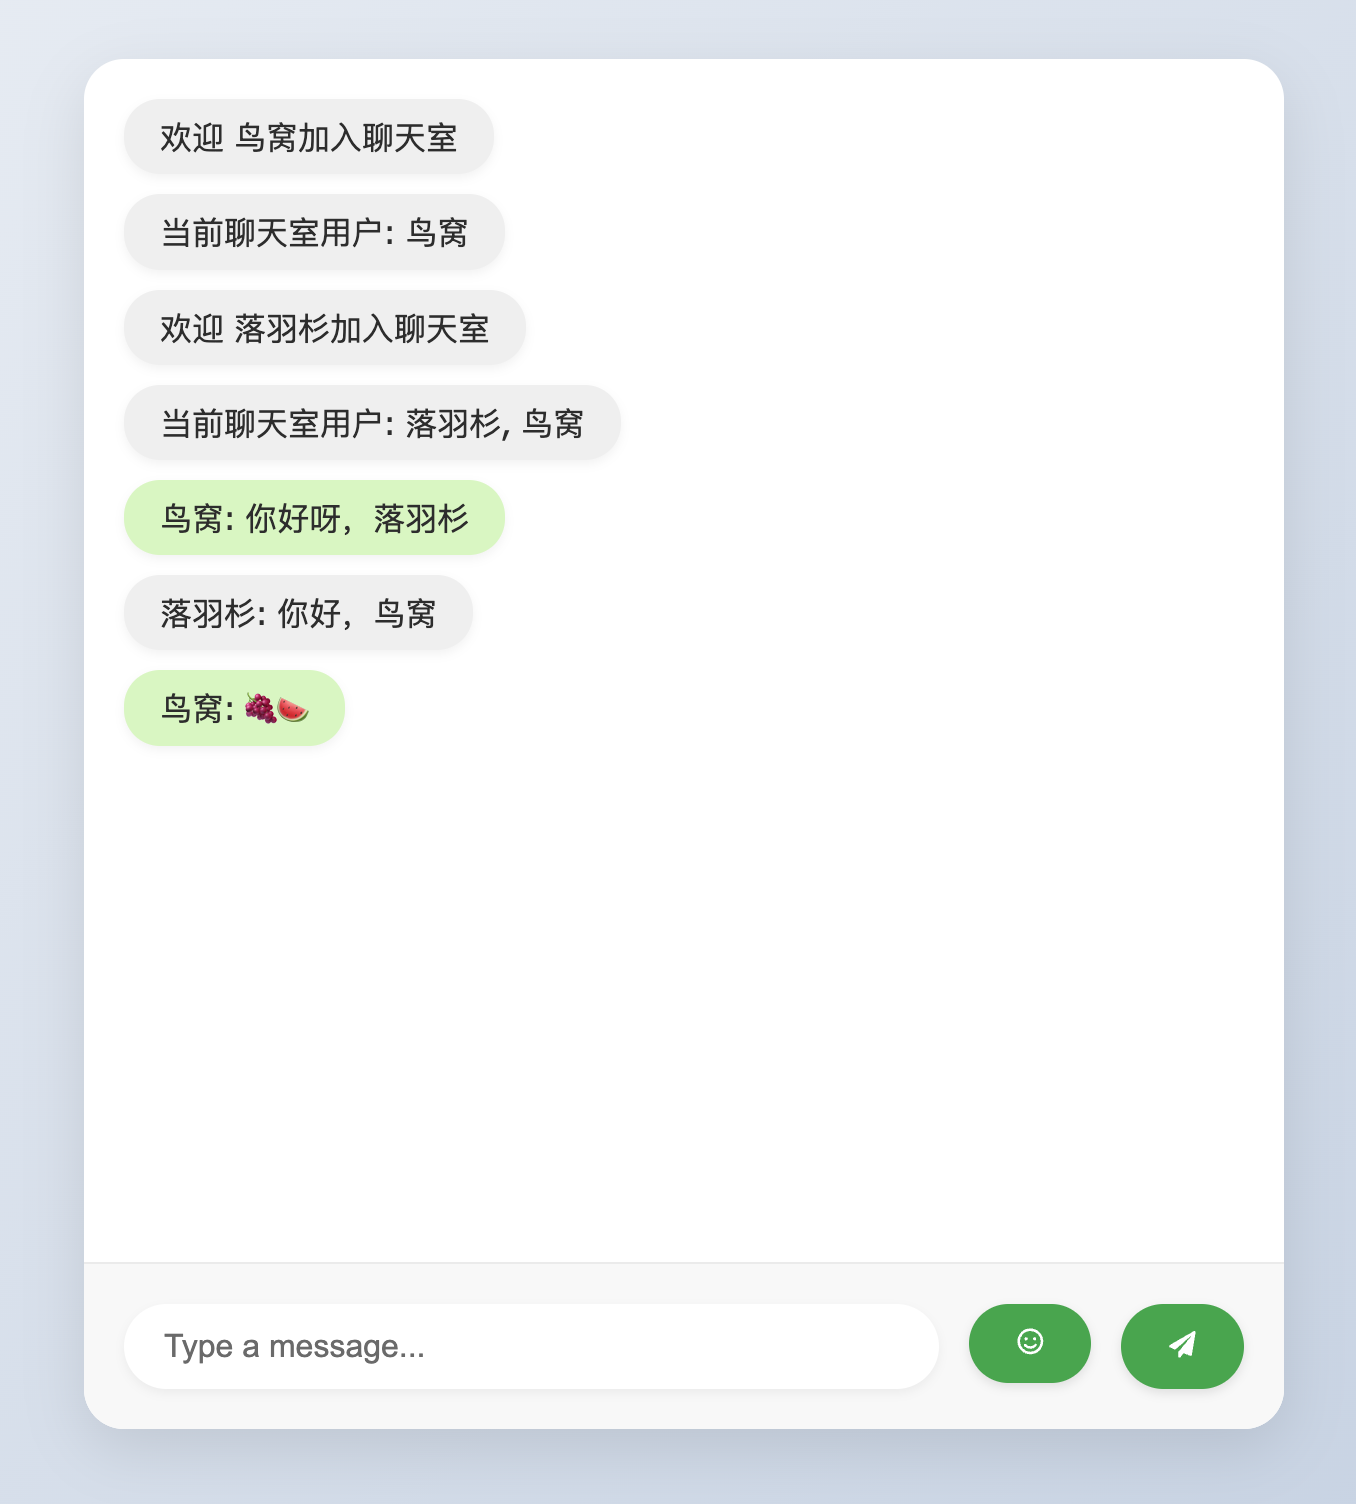 欢迎 鸟窝加入聊天室
当前聊天室用户: 鸟窝
欢迎 落羽杉加入聊天室
当前聊天室用户: 落羽杉, 鸟窝
鸟窝: 你好呀，落羽杉
落羽杉: 你好，鸟窝
鸟窝: 🍇🍉
Type a message...